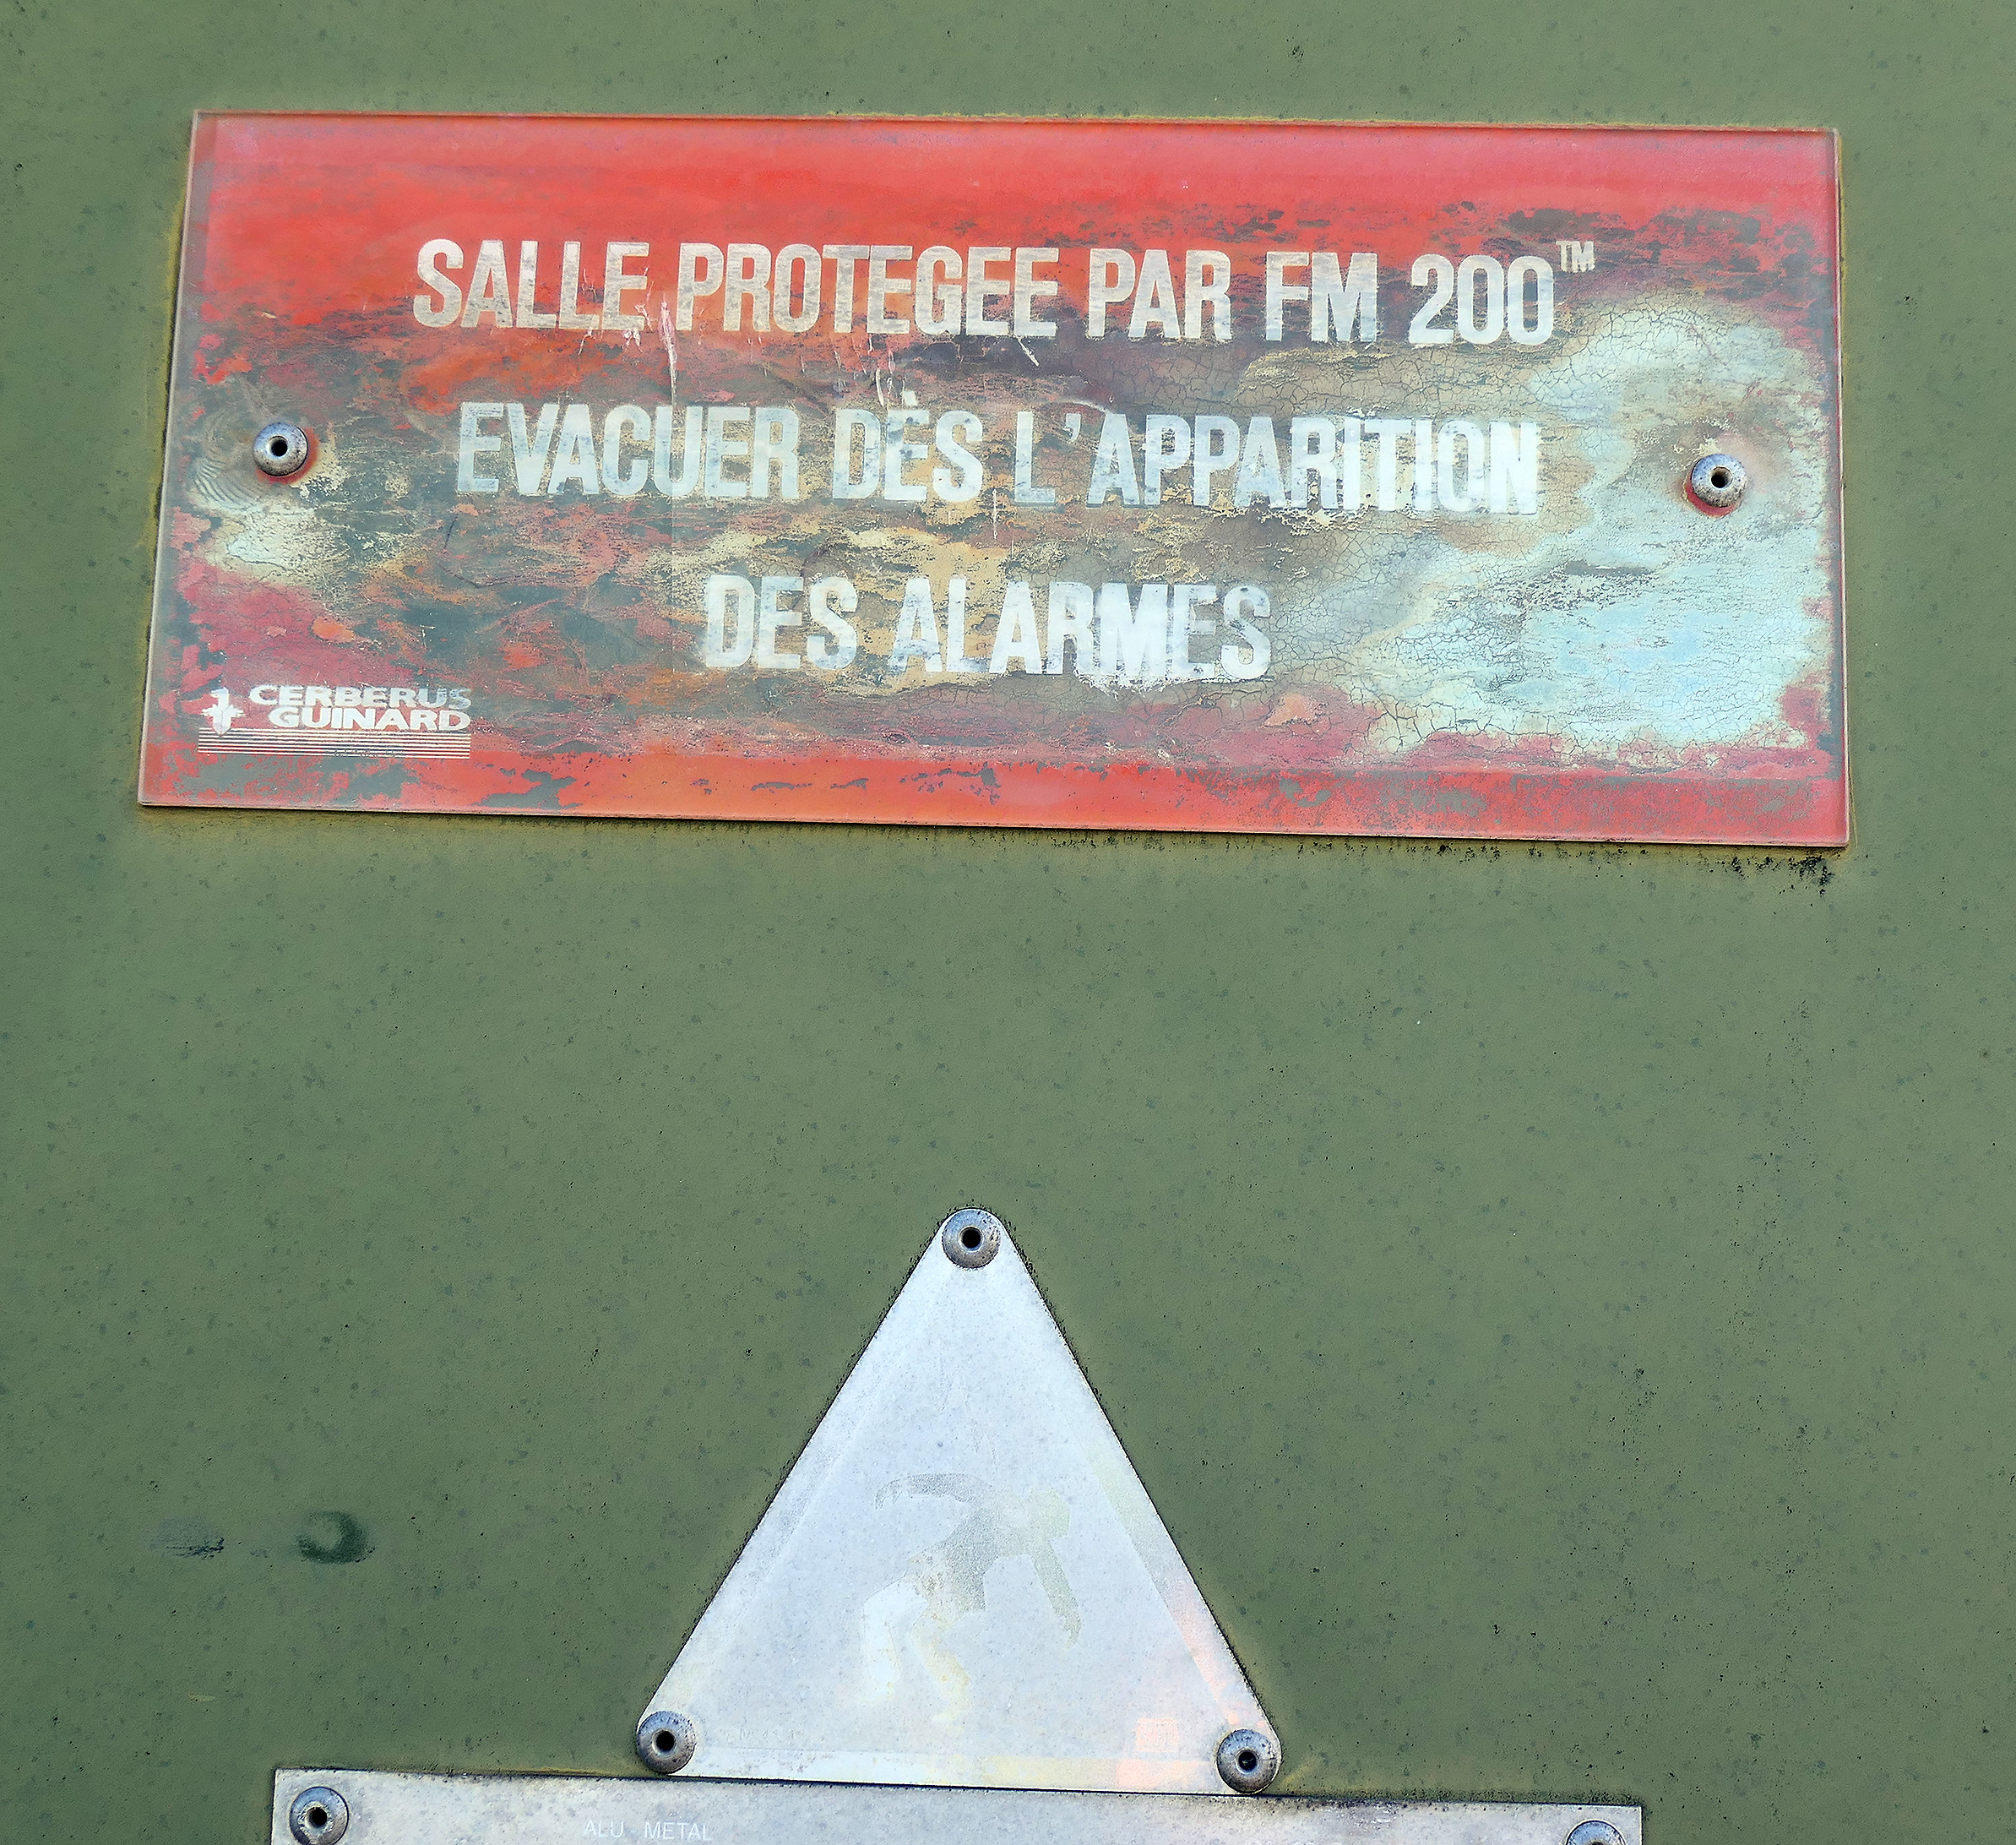 SALLE PROTEGEE PAR FM 200™
EVACUER DÈS L'APPARITION
DES ALARMES
CERBERUS
GUINARD
ALU - METAL